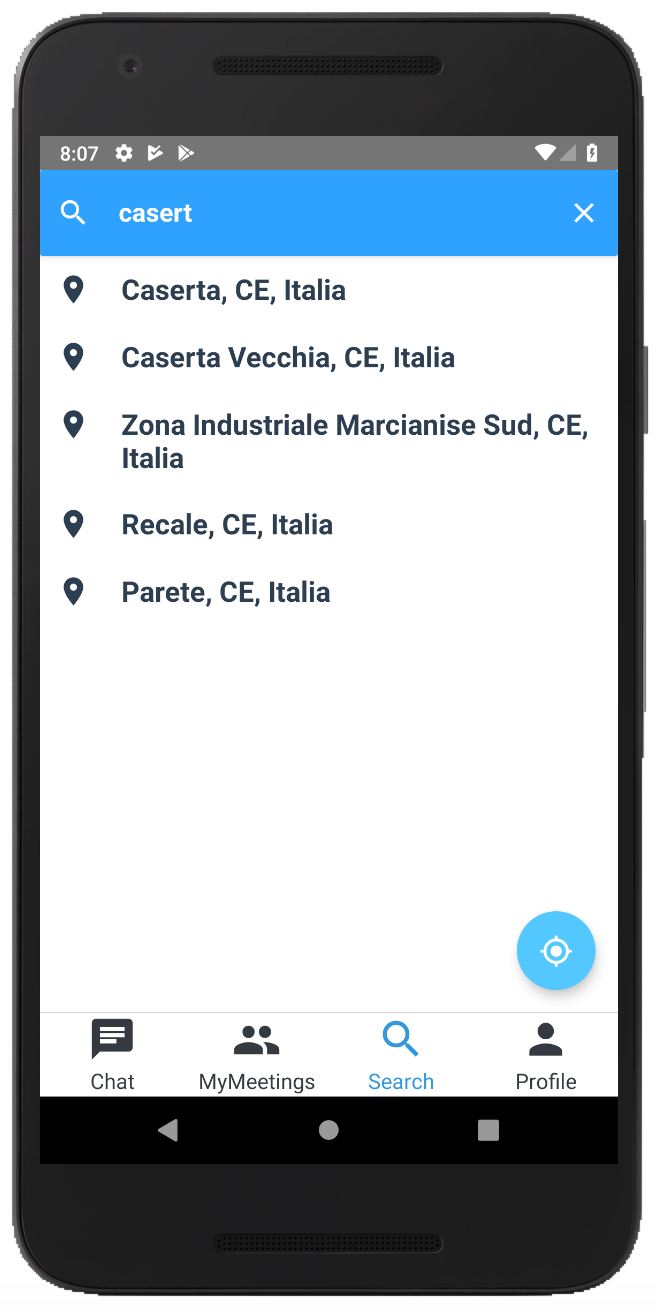 8:07
casert
Caserta, CE, Italia
Caserta Vecchia, CE, Italia
Zona Industriale Marcianise Sud, CE,
Italia
Recale, CE, Italia
Parete, CE, Italia
Chat
MyMeetings
Search
Profile